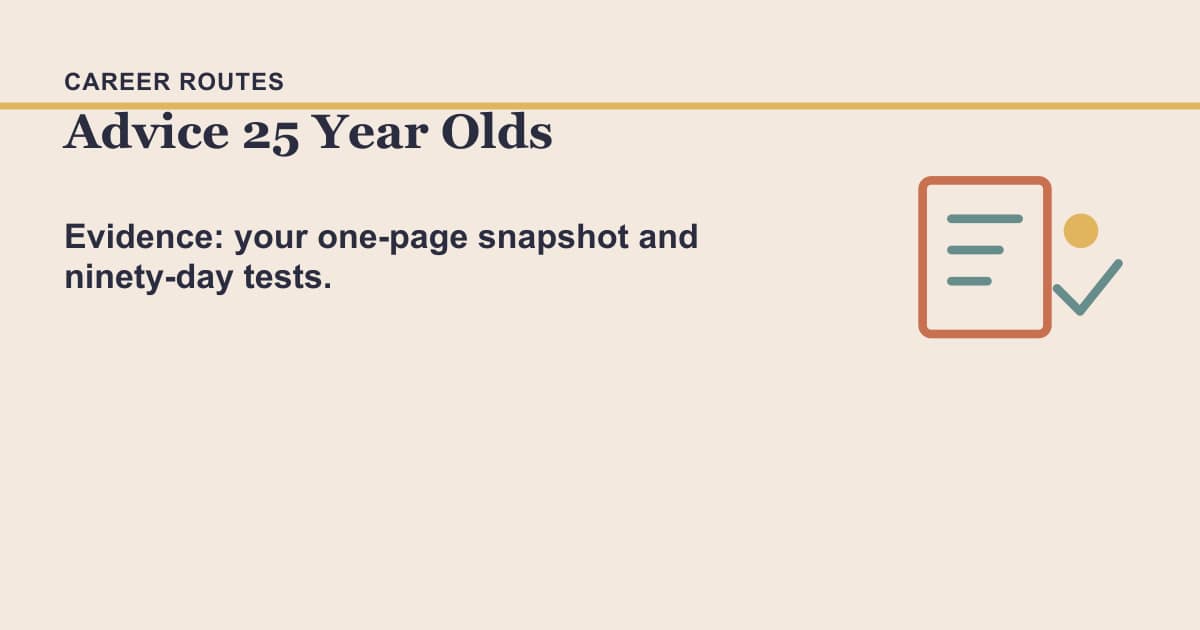 CAREER ROUTES
Advice 25 Year Olds
Evidence: your one-page snapshot and
ninety-day tests.